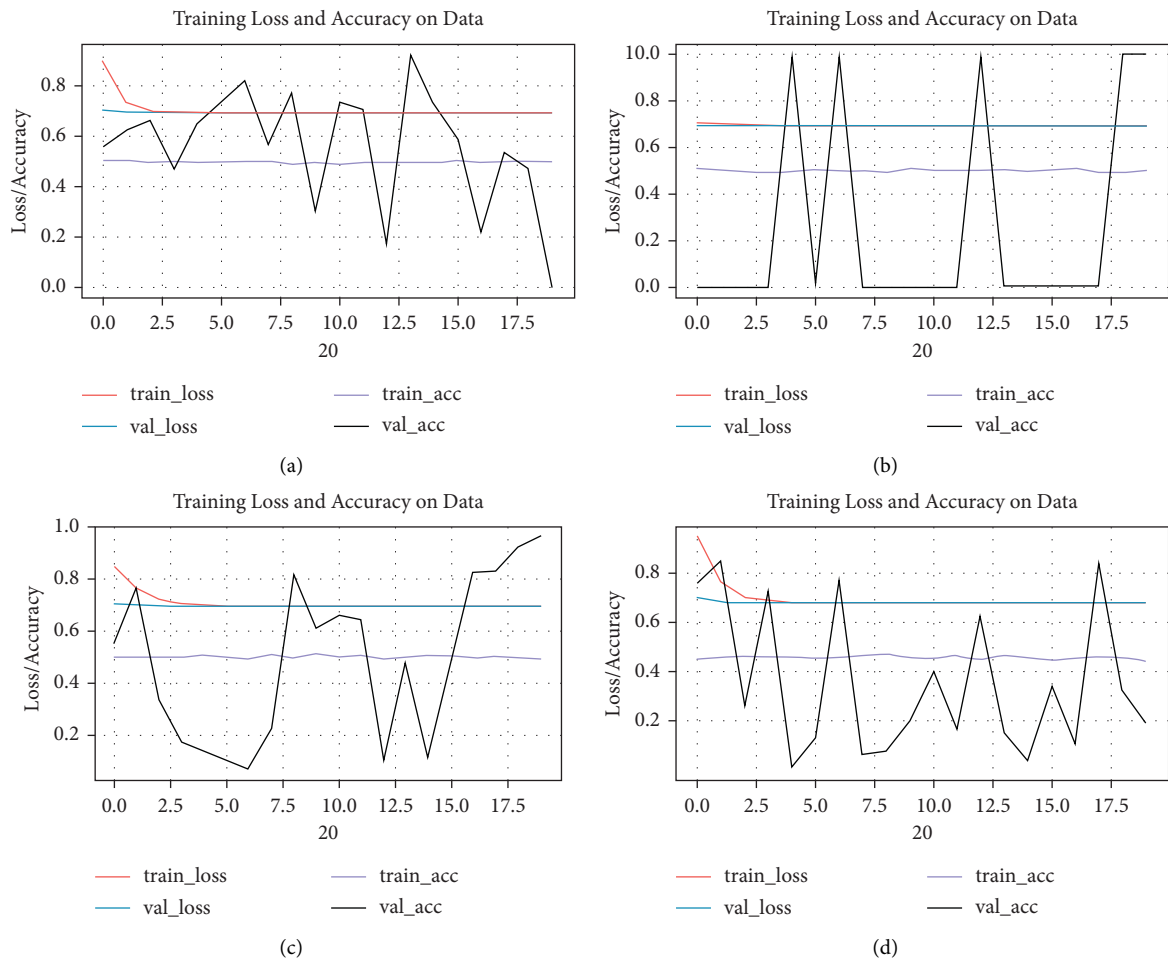 Training Loss and Accuracy on Data
Loss/Accuracy
0.8
0.6
0.4
0.2
0.0
0.0 2.5 5.0 7.5 10.0 12.5 15.0 17.5
20
train_loss train_acc
val_loss val_acc
(a)
Training Loss and Accuracy on Data
Loss/Accuracy
10.0
0.8
0.6
0.4
0.2
0.0
0.0 2.5 5.0 7.5 10.0 12.5 15.0 17.5
20
train_loss train_acc
val_loss val_acc
(b)
Training Loss and Accuracy on Data
Loss/Accuracy
1.0
0.8
0.6
0.4
0.2
0.0 2.5 5.0 7.5 10.0 12.5 15.0 17.5
20
train_loss train_acc
val_loss val_acc
(c)
Training Loss and Accuracy on Data
Loss/Accuracy
0.8
0.6
0.4
0.2
0.0 2.5 5.0 7.5 10.0 12.5 15.0 17.5
20
train_loss train_acc
val_loss val_acc
(d)